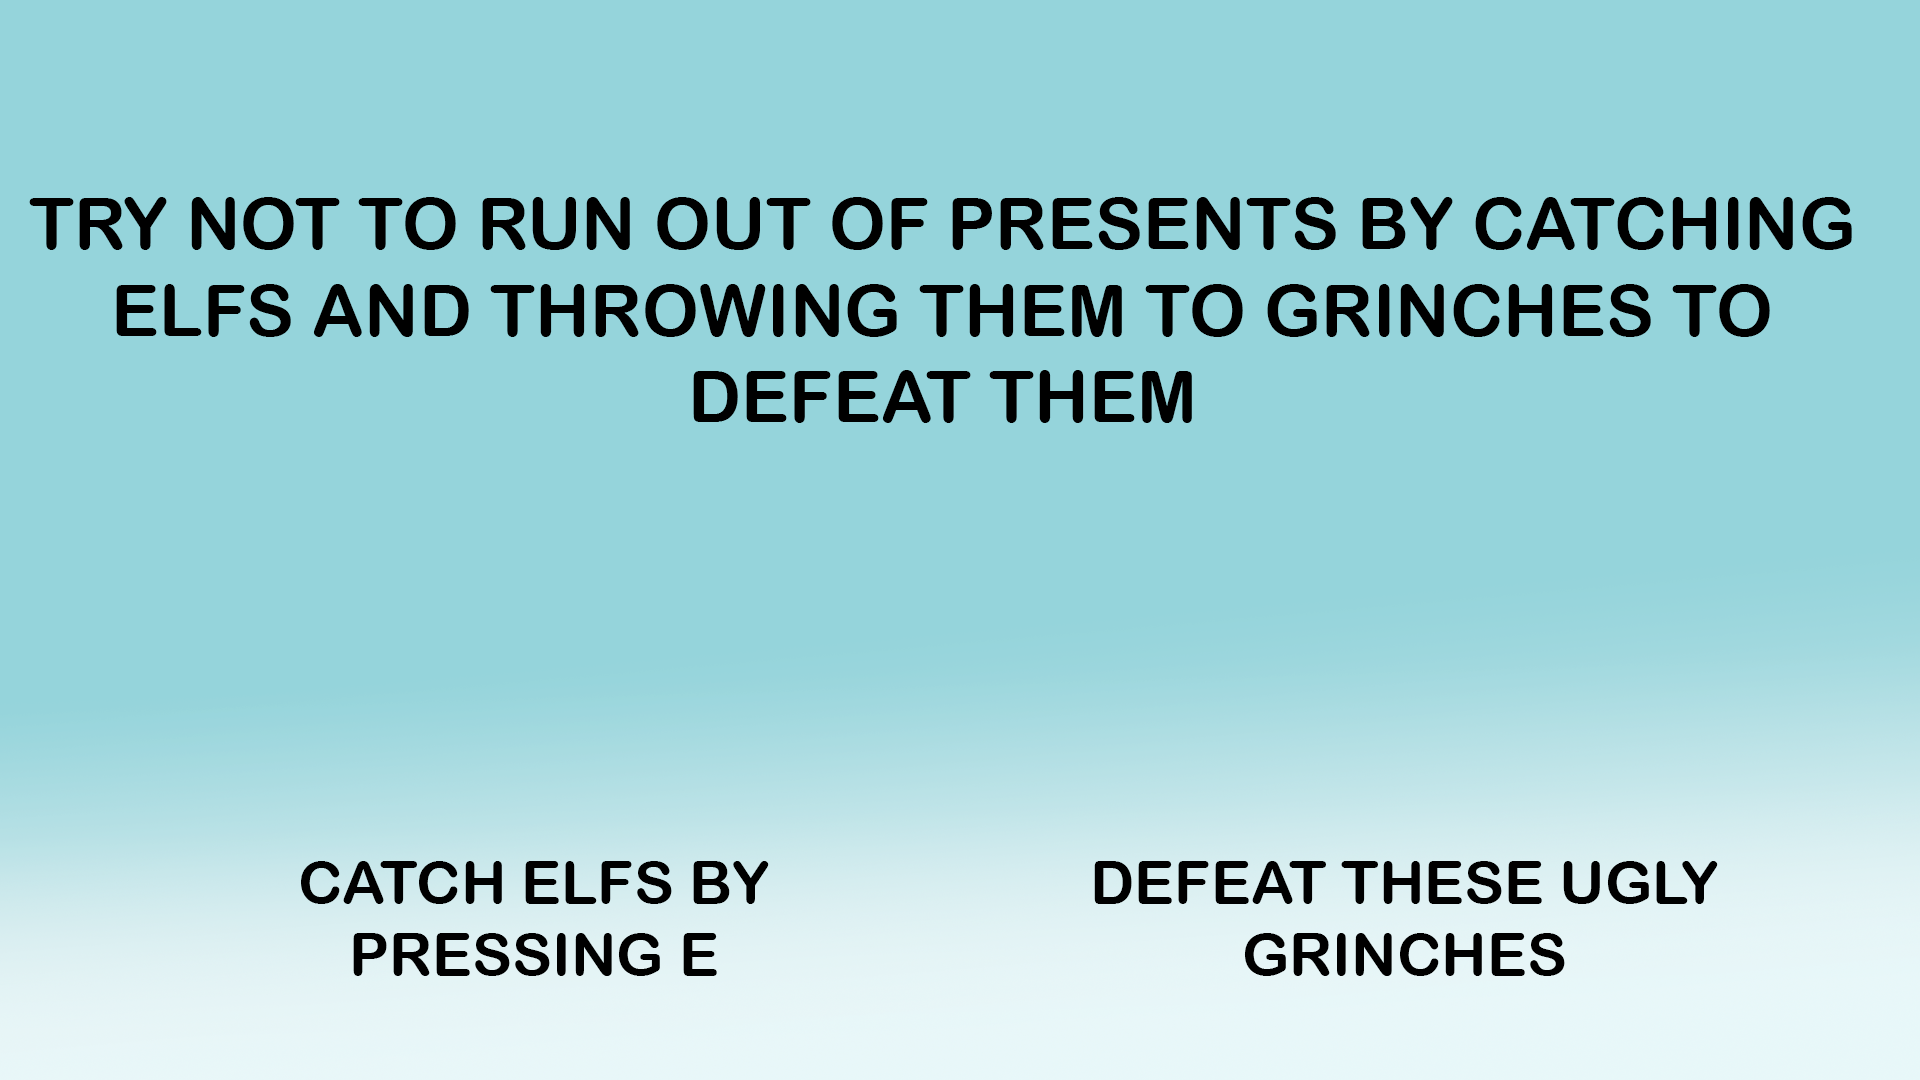 TRY NOT TO RUN OUT OF PRESENTS BY CATCHING
ELFS AND THROWING THEM TO GRINCHES TO
DEFEAT THEM
CATCH ELFS BY
PRESSING E
DEFEAT THESE UGLY
GRINCHES